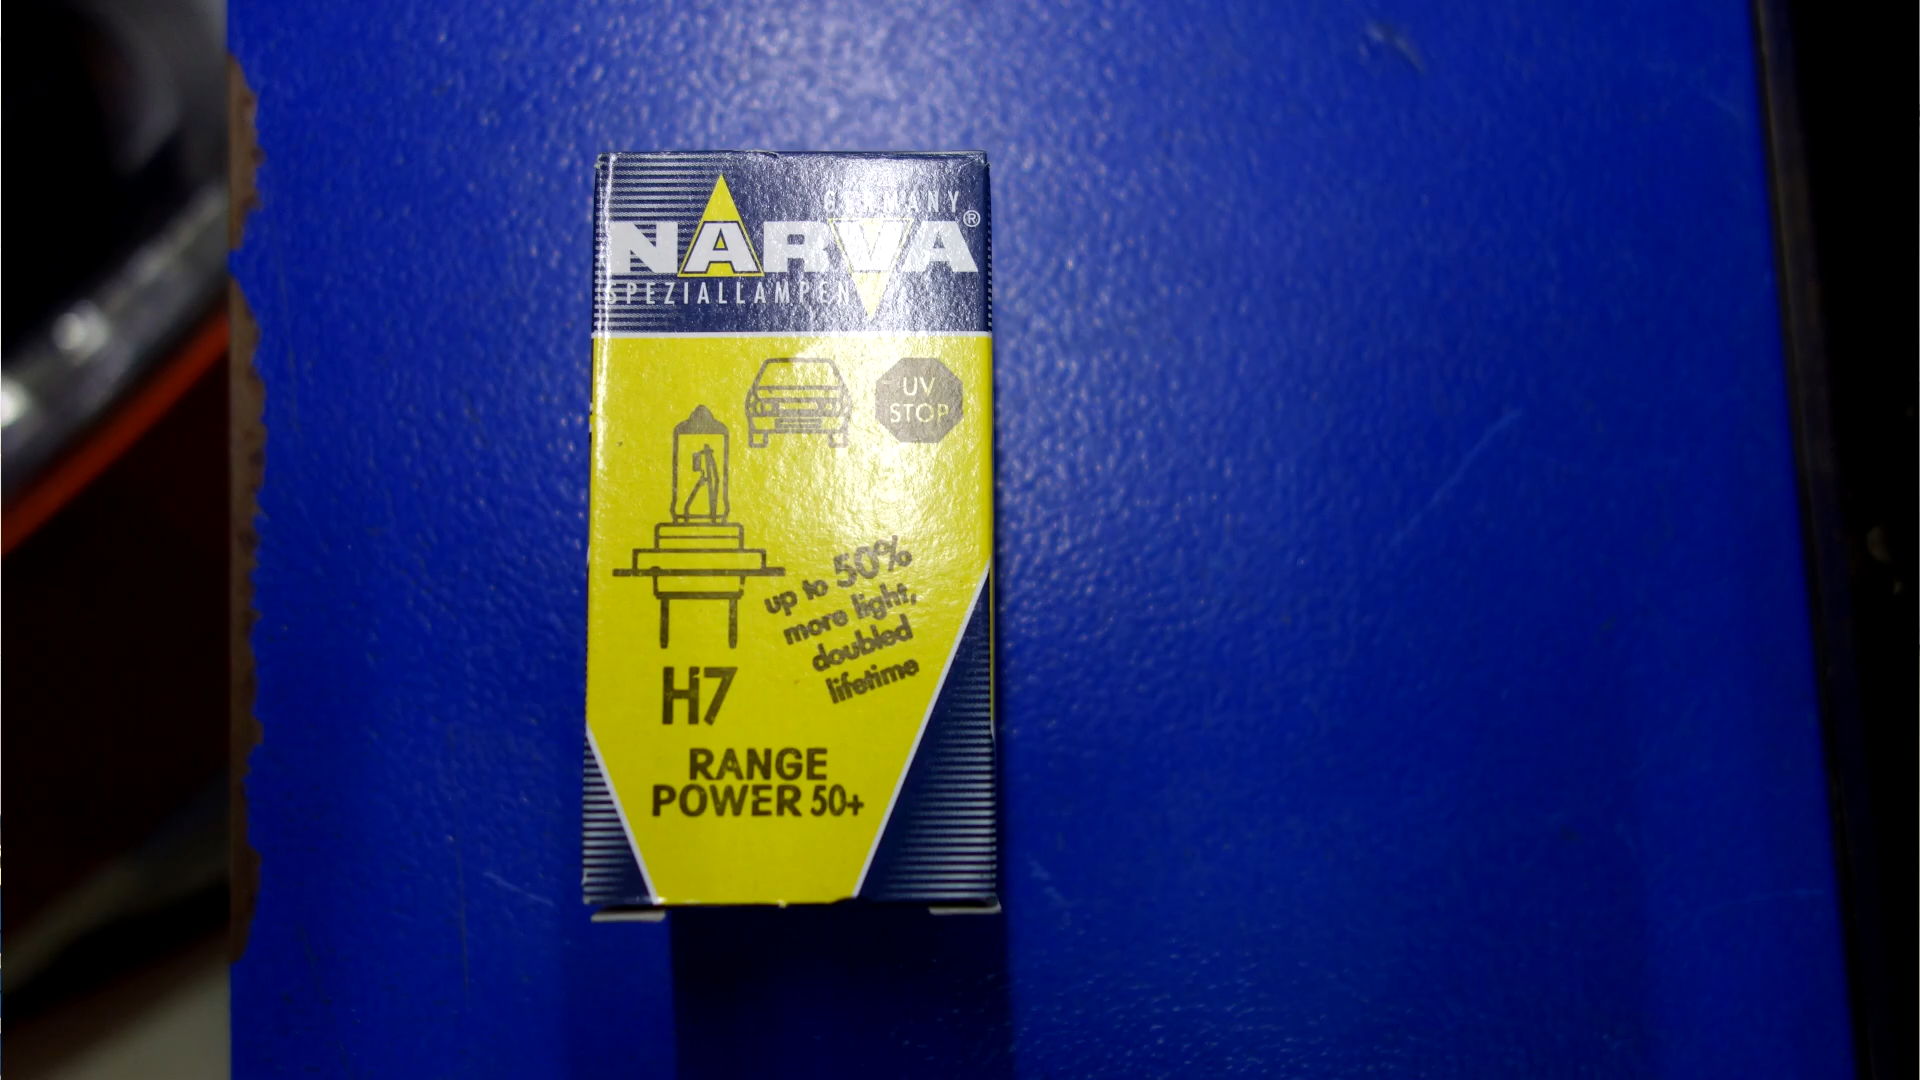 GERMANY
NARVA®
SPEZIALLAMPEN
UV
STOP
up to 50%
more light,
doubled
lifetime
H7
RANGE
POWER 50+